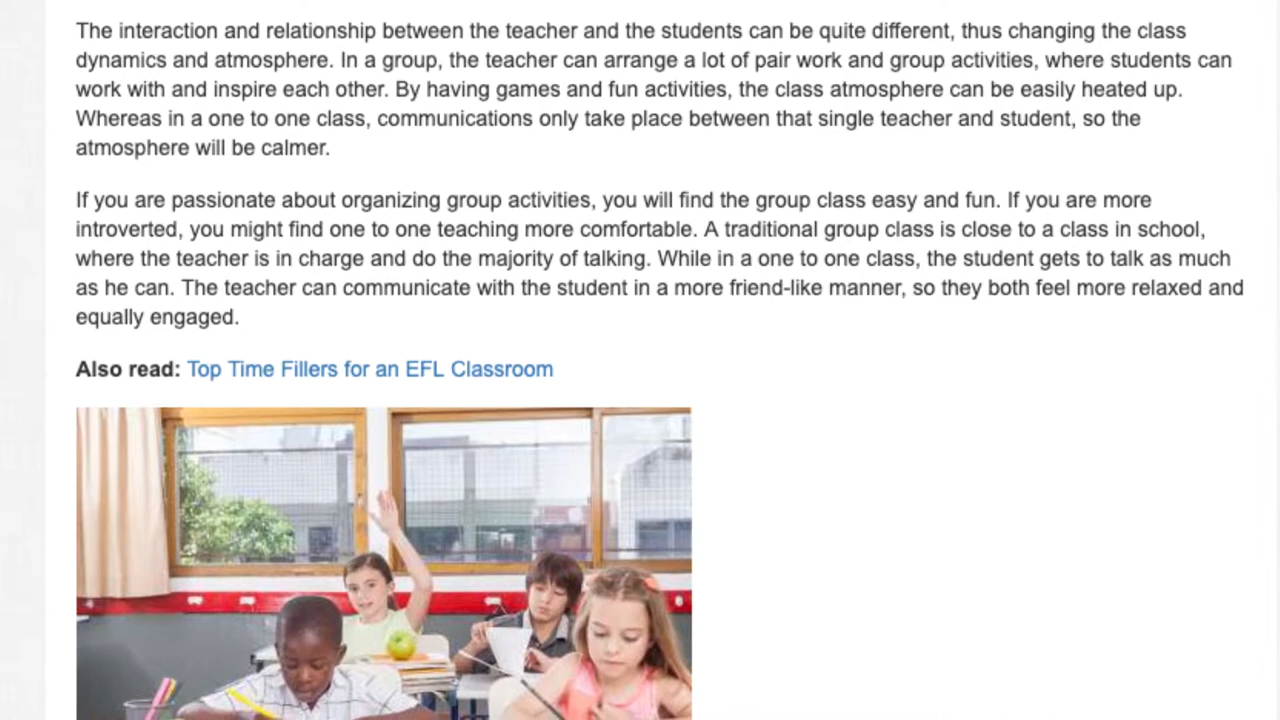 The interaction and relationship between the teacher and the students can be quite different, thus changing the class
dynamics and atmosphere. In a group, the teacher can arrange a lot of pair work and group activities, where students can
work with and inspire each other. By having games and fun activities, the class atmosphere can be easily heated up.
Whereas in a one to one class, communications only take place between that single teacher and student, so the
atmosphere will be calmer.
If you are passionate about organizing group activities, you will find the group class easy and fun. If you are more
introverted, you might find one to one teaching more comfortable. A traditional group class is close to a class in school,
where the teacher is in charge and do the majority of talking. While in a one to one class, the student gets to talk as much
as he can. The teacher can communicate with the student in a more friend-like manner, so they both feel more relaxed and
equally engaged.
Also read: Top Time Fillers for an EFL Classroom